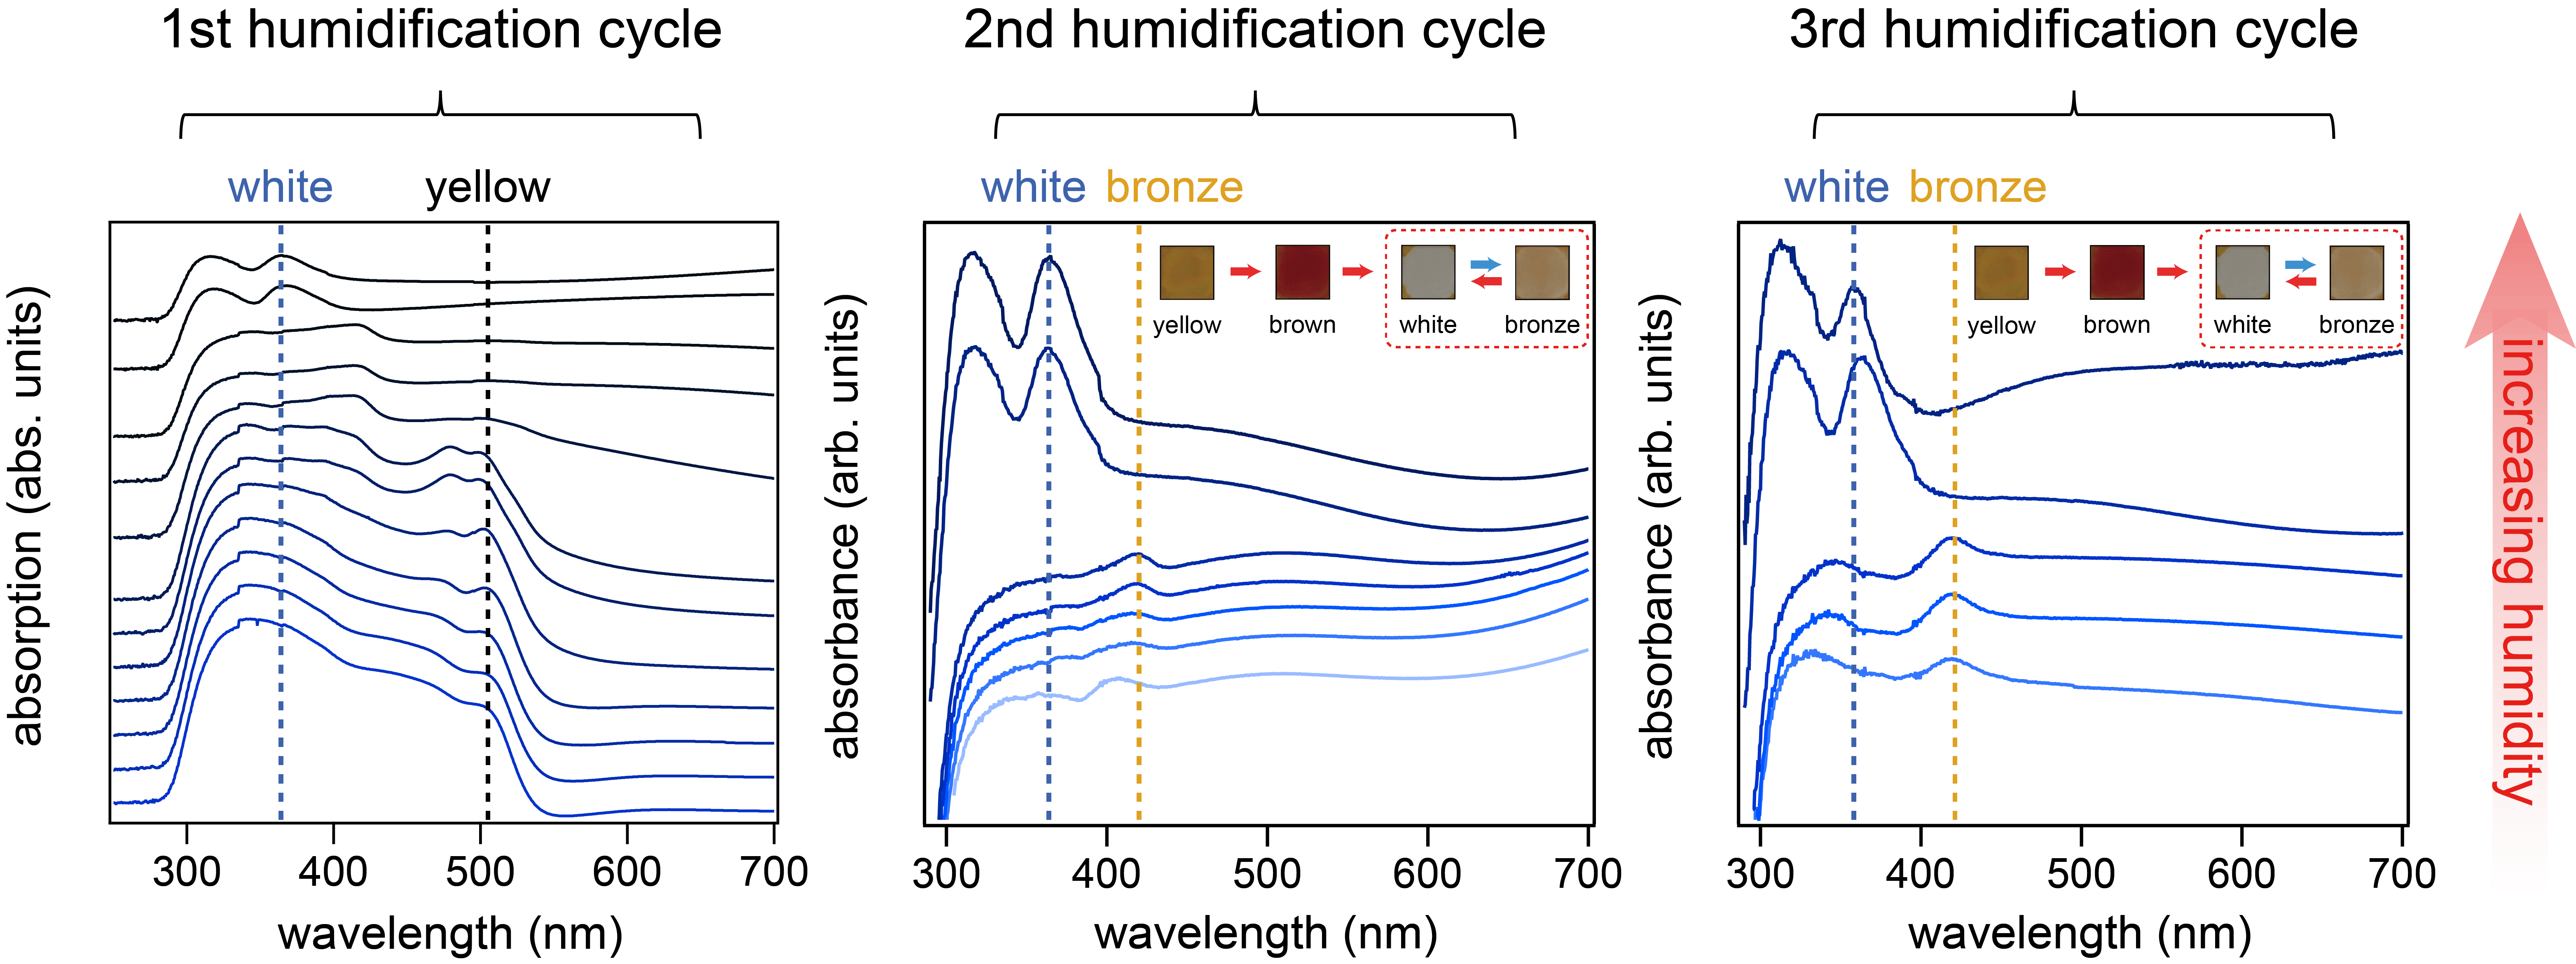 1st humidification cycle
2nd humidification cycle
3rd humidification cycle
white yellow
white bronze
white bronze
absorption (abs. units)
300 400 500 600 700
wavelength (nm)
absorbance (arb. units)
yellow brown white bronze
300 400 500 600 700
wavelength (nm)
absorbance (arb. units)
yellow brown white bronze
300 400 500 600 700
wavelength (nm)
increasing humidity